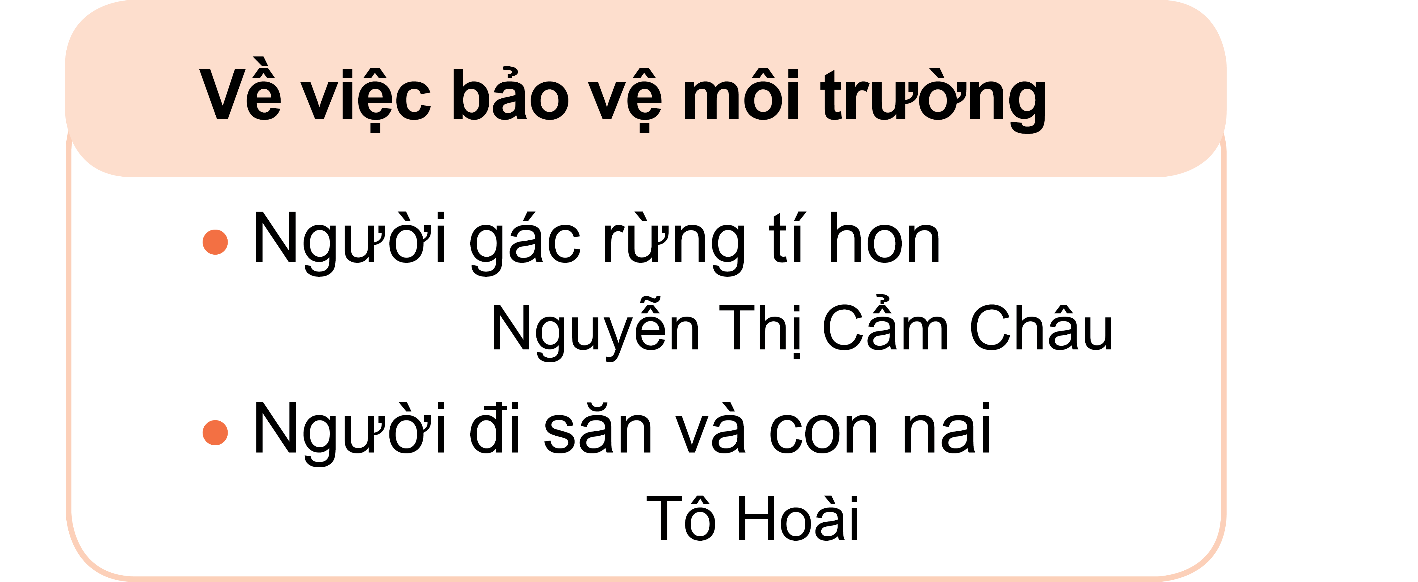 Về việc bảo vệ môi trường
• Người gác rừng tí hon
Nguyễn Thị Cẩm Châu
• Người đi săn và con nai
Tô Hoài